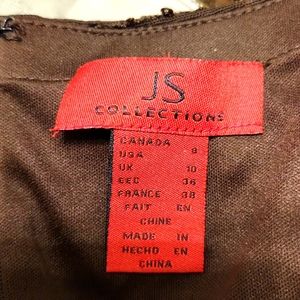 JS
COLLECTIONS
CANADA 8
USA
UK 10
EEC 36
FRANCE 38
FAIT EN
CHINE
MADE IN
HECHO EN
CHINA